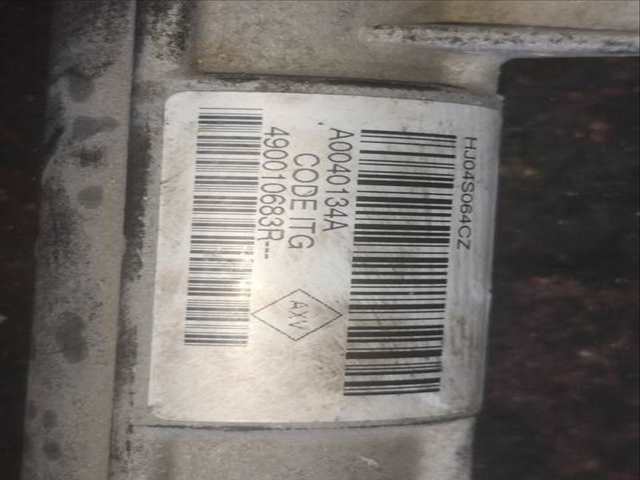 HJ04S064CZ
A0040134A
CODE ITG
490010683R---
AXV